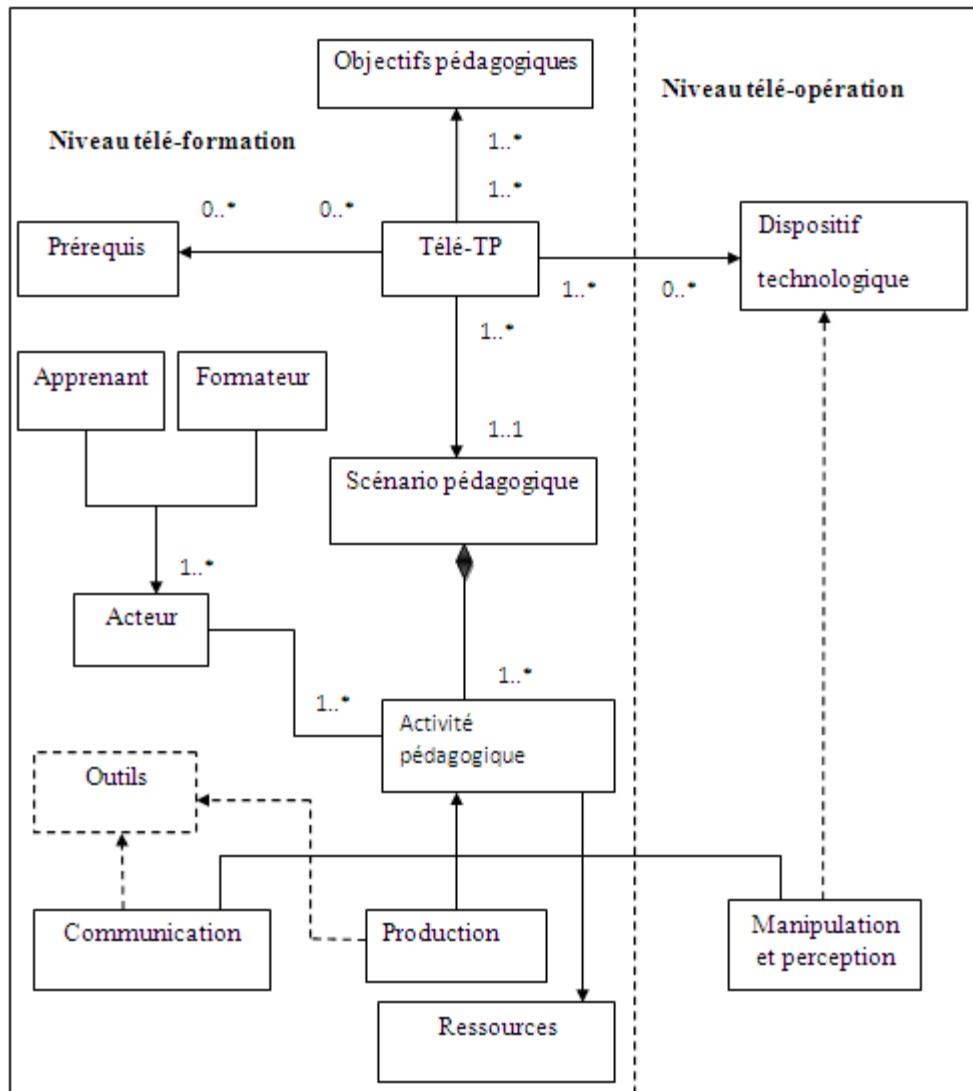 Objectifs pédagogiques
Niveau télé-opération
Niveau télé-formation
1..*
1..*
0..*
0..*
Prérequis
Télé-TP
Dispositif
technologique
1..*
0..*
1..*
Apprenant
Formateur
1..1
Scénario pédagogique
1..*
Acteur
1..*
1..*
Activité
pédagogique
Outils
Communication
Production
Manipulation
et perception
Ressources